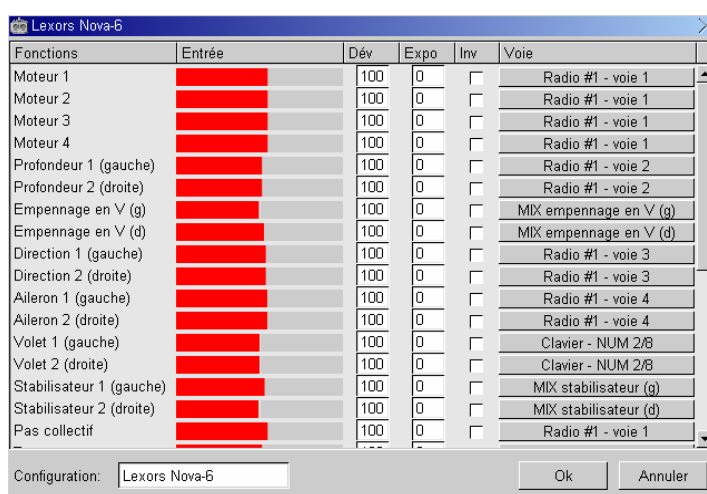 Lexors Nova-6
Fonctions Entrée Dév Expo Inv Voie
Moteur 1 100 0 Radio #1 - voie 1
Moteur 2 100 0 Radio #1 - voie 1
Moteur 3 100 0 Radio #1 - voie 1
Moteur 4 100 0 Radio #1 - voie 1
Profondeur 1 (gauche) 100 0 Radio #1 - voie 2
Profondeur 2 (droite) 100 0 Radio #1 - voie 2
Empennage en V (g) 100 0 MIX empennage en V (g)
Empennage en V (d) 100 0 MIX empennage en V (d)
Direction 1 (gauche) 100 0 Radio #1 - voie 3
Direction 2 (droite) 100 0 Radio #1 - voie 3
Aileron 1 (gauche) 100 0 Radio #1 - voie 4
Aileron 2 (droite) 100 0 Radio #1 - voie 4
Volet 1 (gauche) 100 0 Clavier - NUM 2/8
Volet 2 (droite) 100 0 Clavier - NUM 2/8
Stabilisateur 1 (gauche) 100 0 MIX stabilisateur (g)
Stabilisateur 2 (droite) 100 0 MIX stabilisateur (d)
Pas collectif 100 0 Radio #1 - voie 1
Configuration: Lexors Nova-6 Ok Annuler